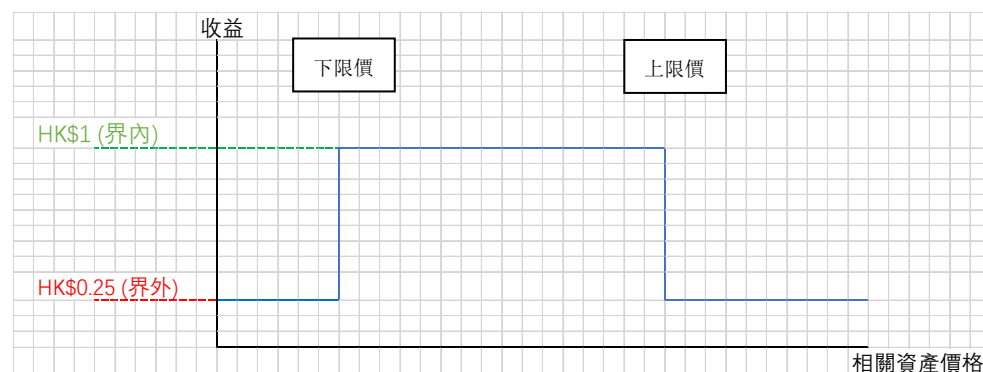 收益
下限價
上限價
HK$1 (界內)
HK$0.25 (界外)
相關資產價格